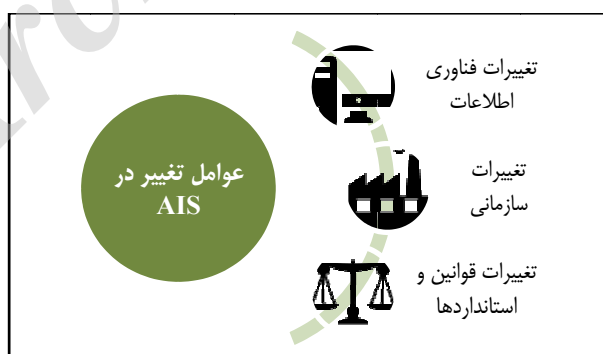 تغییرات فناوری
اطلاعات
عوامل تغییر در
AIS
تغییرات
سازمانی
تغییرات قوانین و
استانداردها